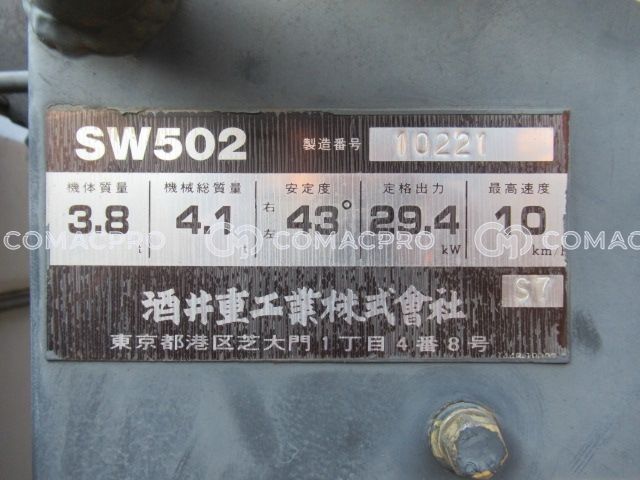 SW502 製造番号 10221
機体質量 機械総質量 安定度 定格出力 最高速度
3.8 t 4.1 t 右 左 43° 29.4 kW 10 km/h
COMACPRO COMACPRO COMACPRO
S7
酒井重工業株式會社
東京都港区芝大門1丁目4番8号